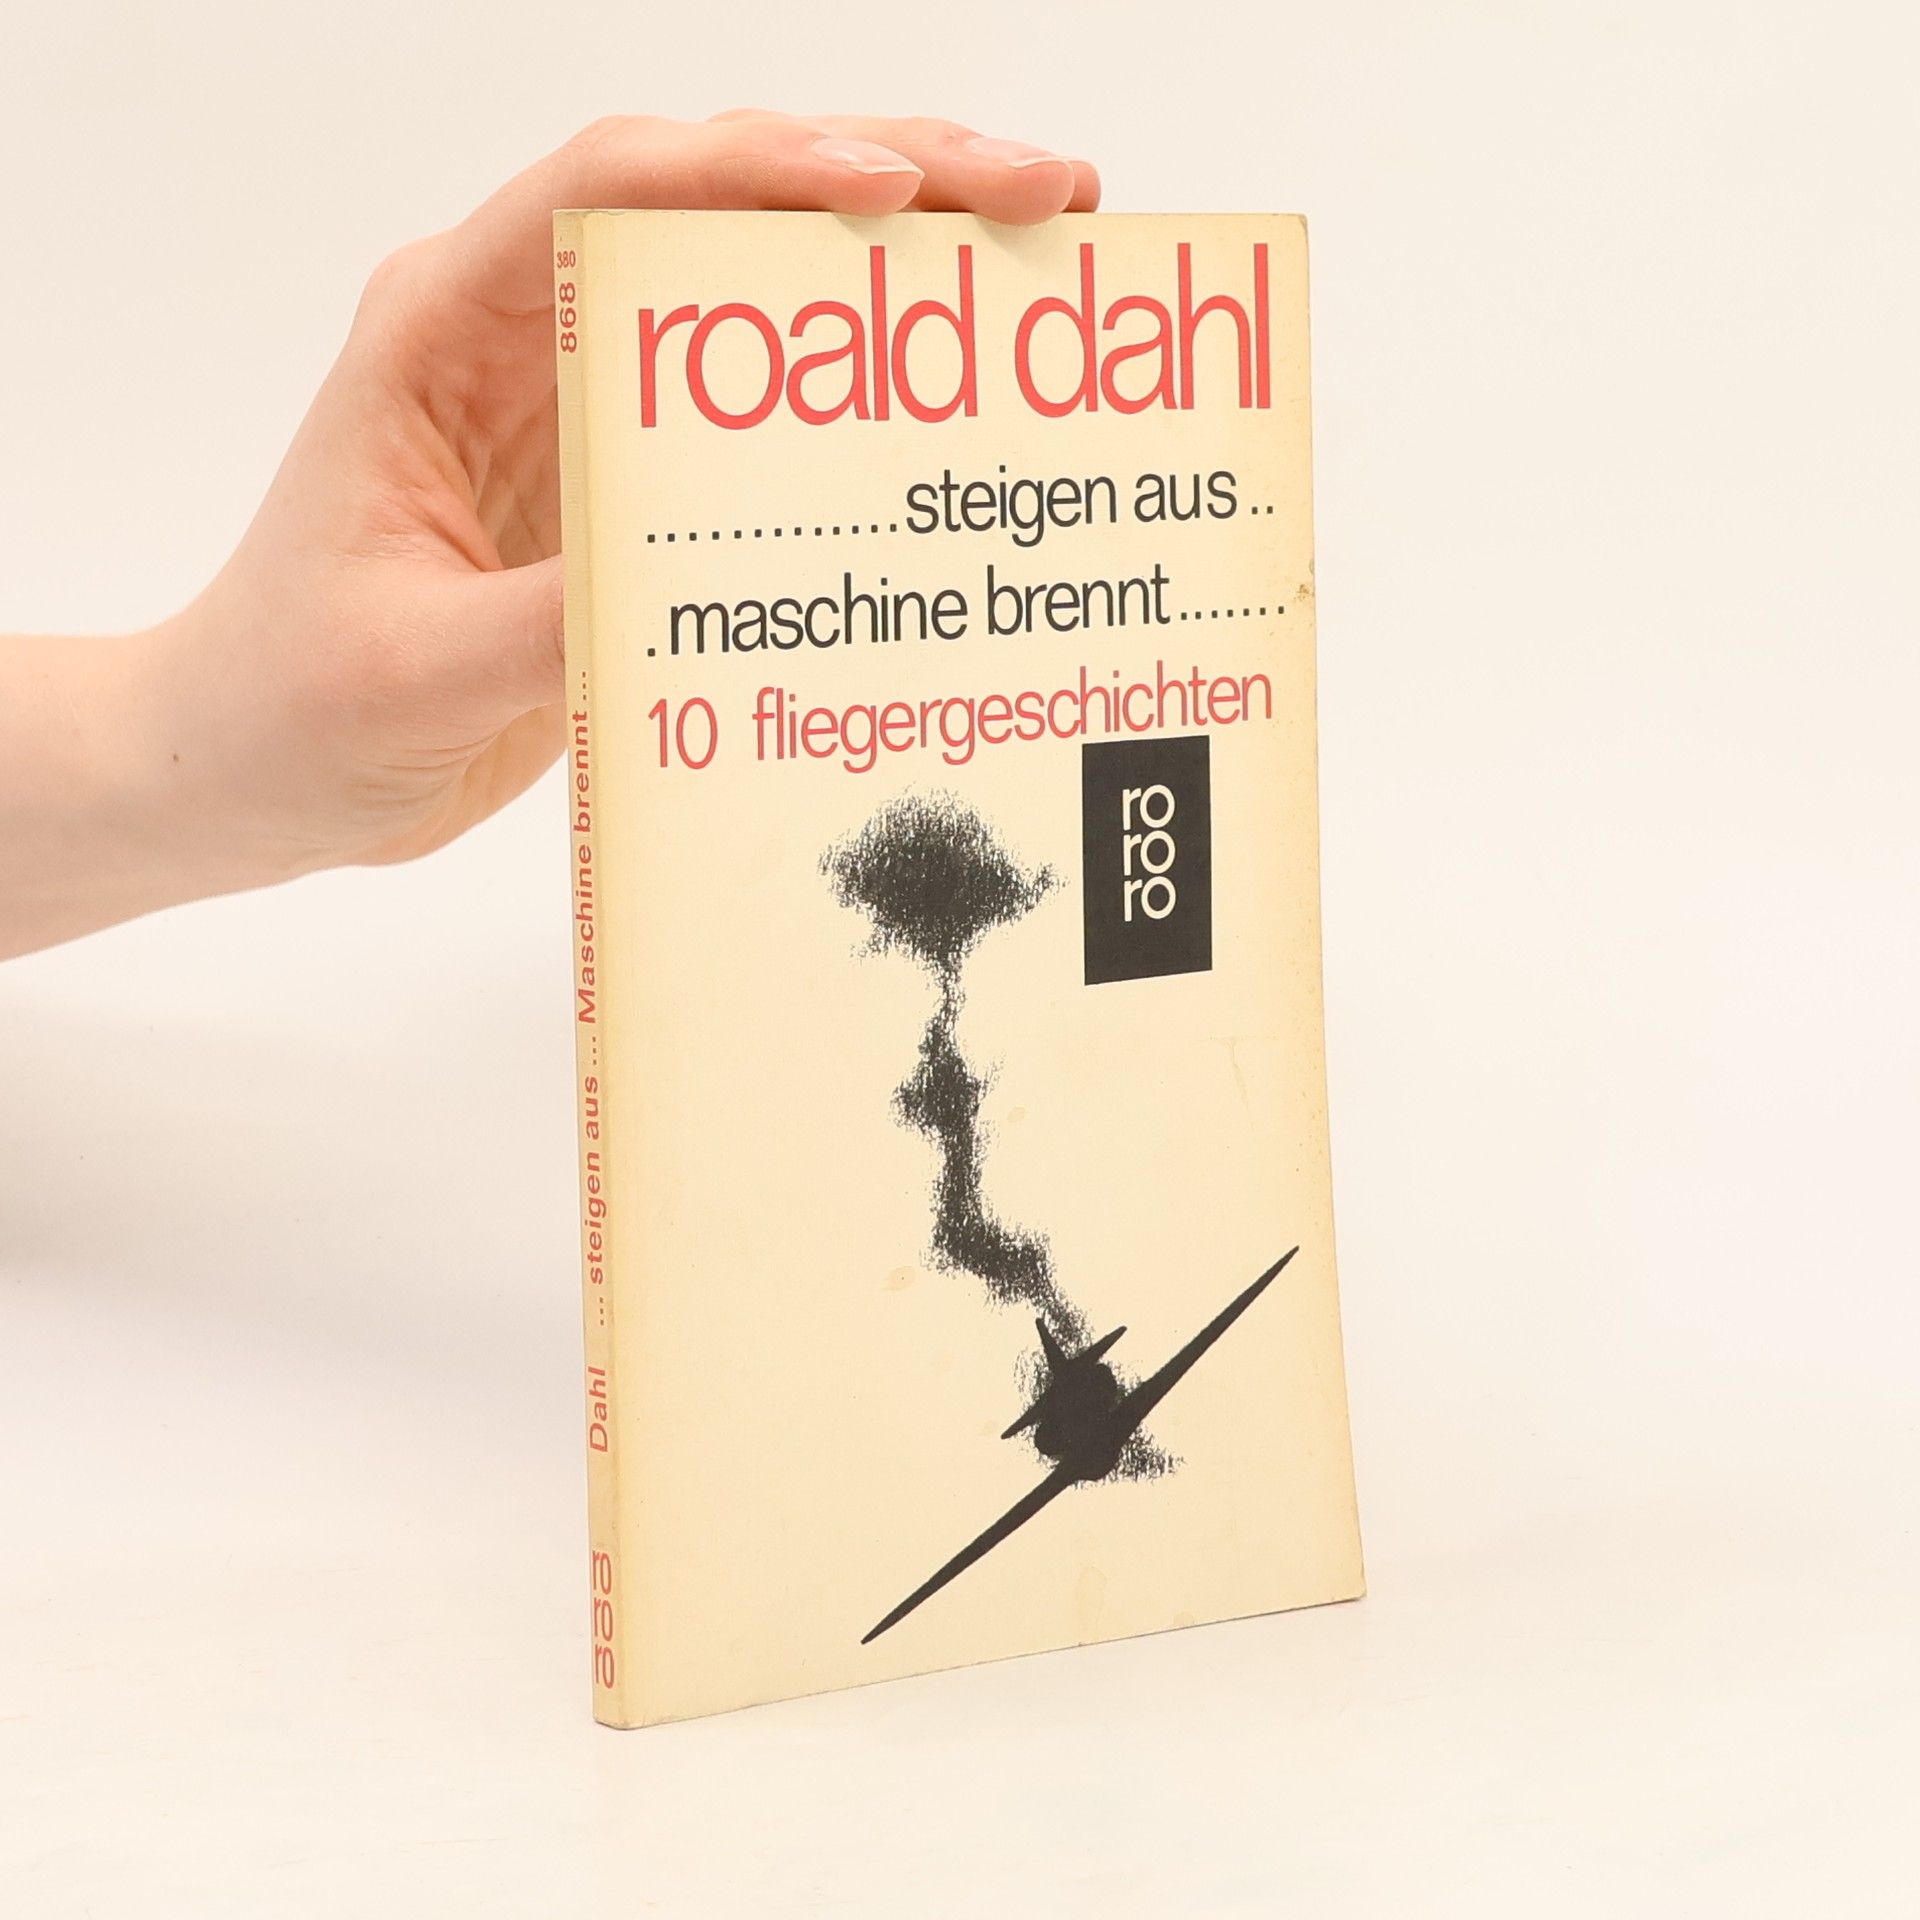 roald dahl
.............steigen aus..
.maschine brennt.......
10 fliegergeschichten
ro
ro
ro
380
868
Dahl ... steigen aus ... Maschine brennt ...
ro
ro
ro